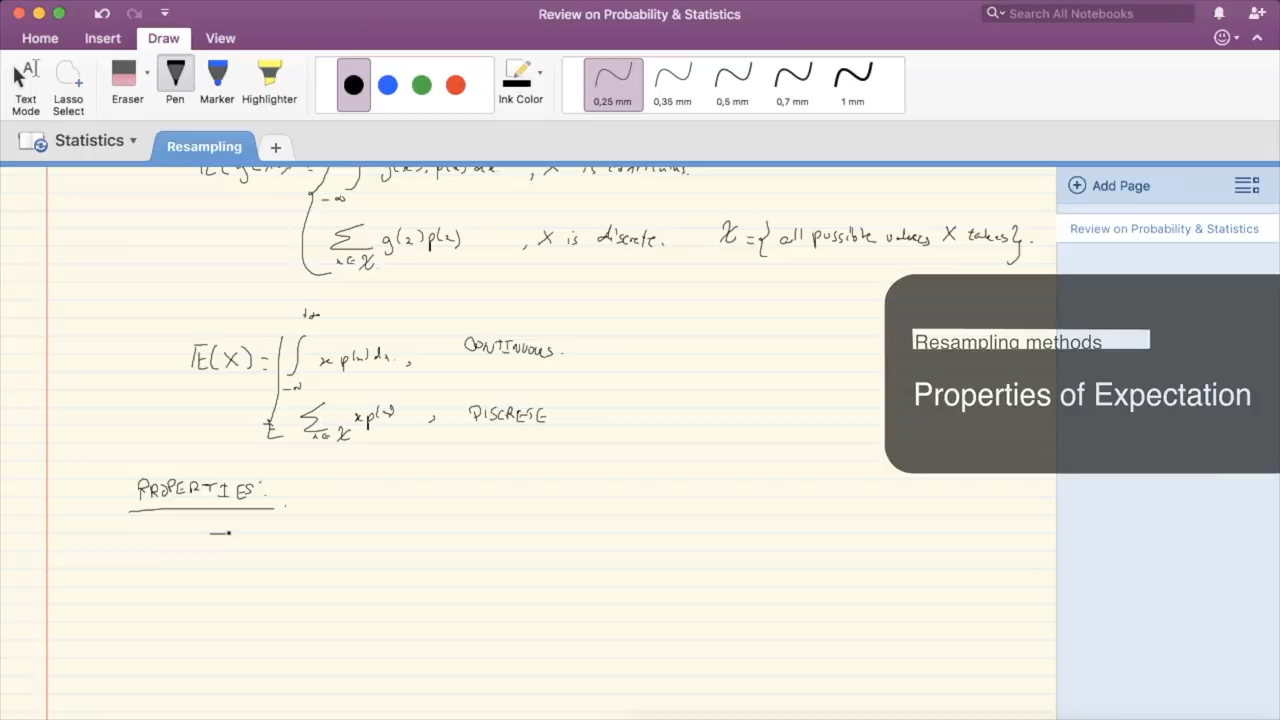 Review on Probability & Statistics
Search All Notebooks
Home Insert Draw View
Text Mode
Lasso Select
Eraser
Pen
Marker
Highlighter
Ink Color
0,25 mm 0,35 mm 0,5 mm 0,7 mm 1 mm
Statistics Resampling +
Add Page
Review on Probability & Statistics
, X is
∑ x∈𝒳 g(x)p(x) , X is discrete. 𝒳 = { all possible values X takes}.
𝔼(X) = ∫ −∞ +∞ x p(x) dx, CONTINUOUS.
∑ x∈𝒳 x p(x) , DISCRETE
PROPERTIES:
Resampling methods
Properties of Expectation